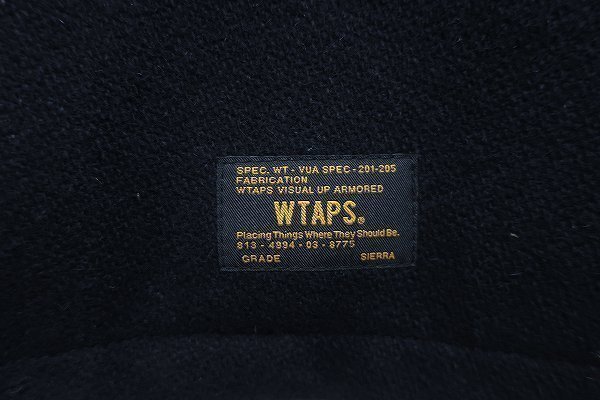 SPEC. WT - VUA SPEC - 201-205
FABRICATION
WTAPS VISUAL UP ARMORED
WTAPS.®
Placing Things Where They Should Be.
813 - 4994 - 03 - 8775
GRADE SIERRA